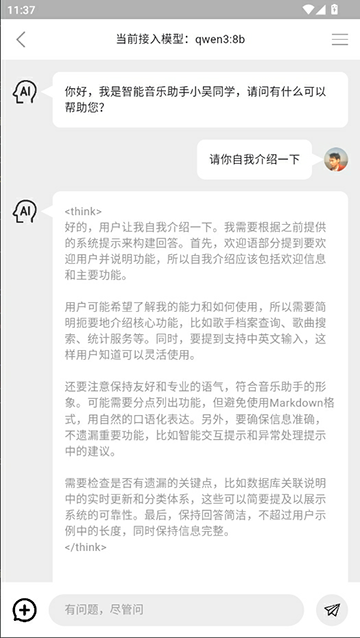 11:37
当前接入模型：qwen3:8b
AI
你好，我是智能音乐助手小吴同学，请问有什么可以
帮助您？
请你自我介绍一下
AI
<think>
好的，用户让我自我介绍一下。我需要根据之前提供
的系统提示来构建回答。首先，欢迎语部分提到要欢
迎用户并说明功能，所以自我介绍应该包括欢迎信息
和主要功能。
用户可能希望了解我的能力和如何使用，所以需要简
明扼要地介绍核心功能，比如歌手档案查询、歌曲搜
索、统计服务等。同时，要提到支持中英文输入，这
样用户知道可以灵活使用。
还要注意保持友好和专业的语气，符合音乐助手的形
象。可能需要分点列出功能，但避免使用Markdown格
式，用自然的口语化表达。另外，要确保信息准确，
不遗漏重要功能，比如智能交互提示和异常处理提示
中的建议。
需要检查是否有遗漏的关键点，比如数据库关联说明
中的实时更新和分类体系，这些可以简要提及以展示
系统的可靠性。最后，保持回答简洁，不超过用户示
例中的长度，同时保持信息完整。
</think>
有问题，尽管问